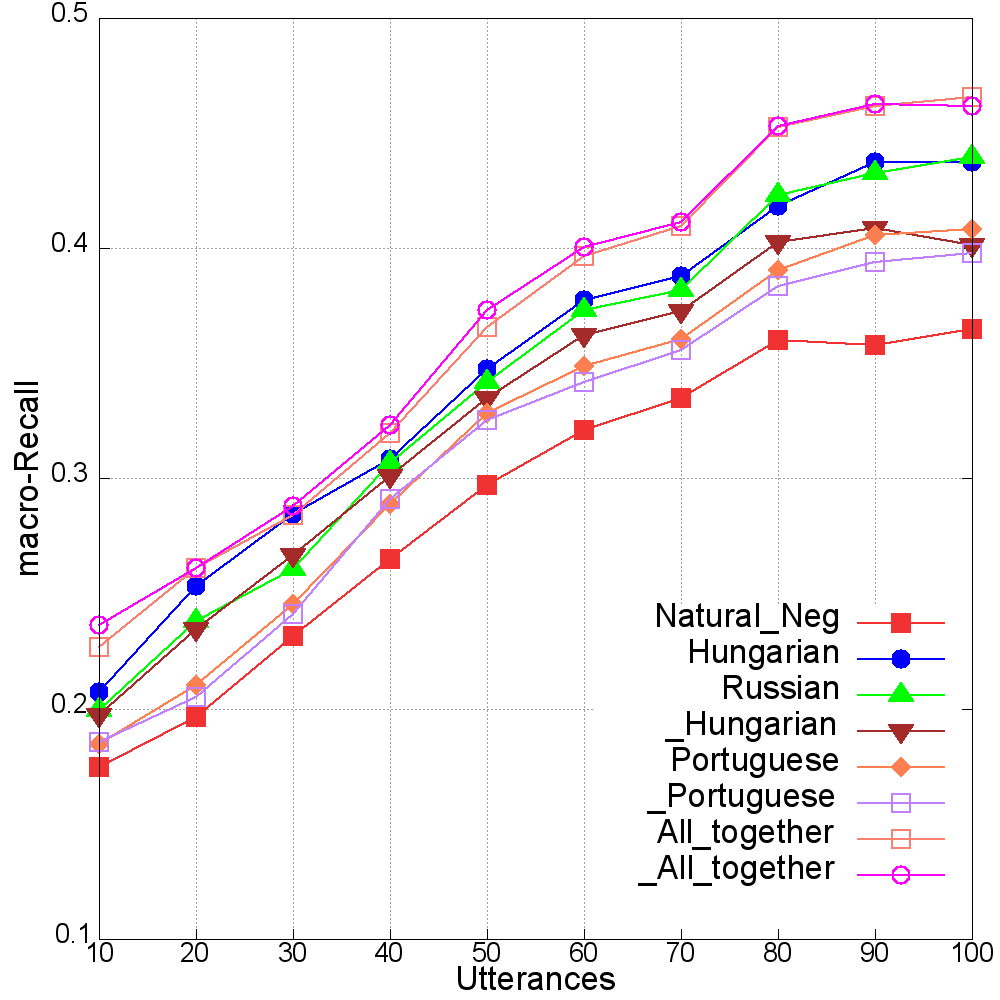 0.5
0.4
0.3
0.2
0.1
macro-Recall
Natural_Neg
Hungarian
Russian
_Hungarian
Portuguese
_Portuguese
All_together
_All_together
10 20 30 40 50 60 70 80 90 100
Utterances